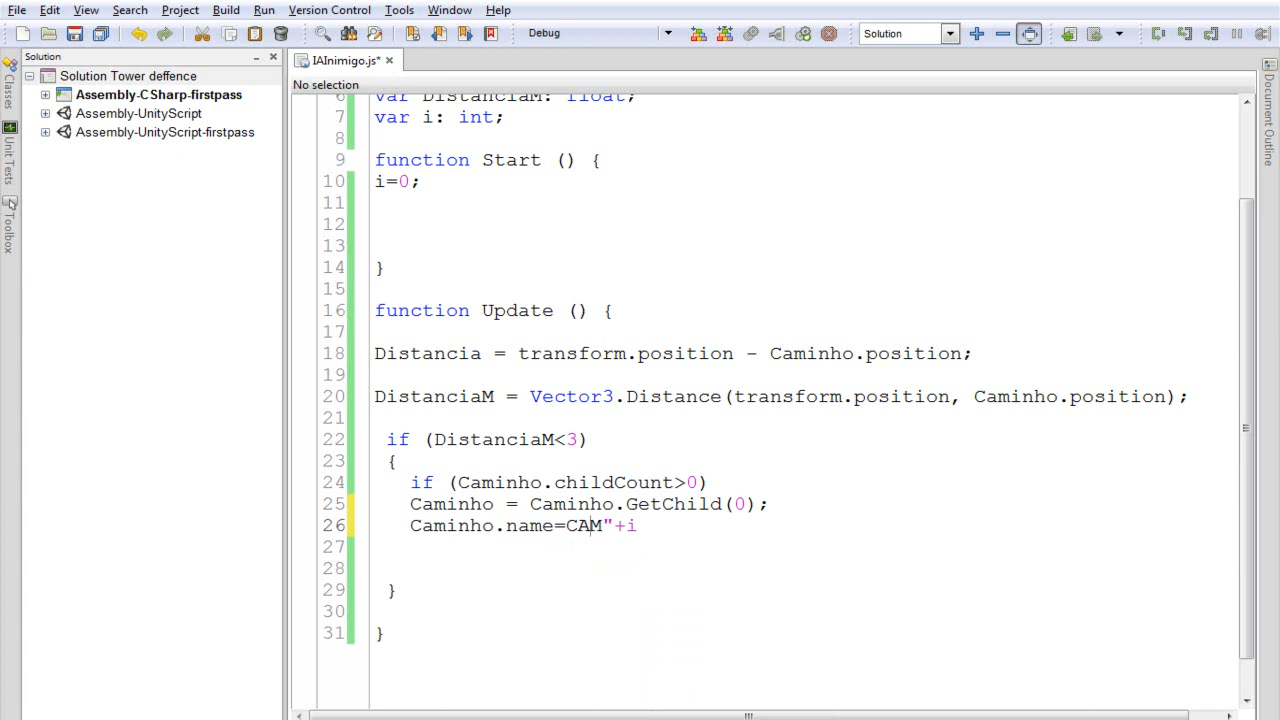 File Edit View Search Project Build Run Version Control Tools Window Help
Debug
Solution
Solution
IAInimigo.js*
Classes
Unit Tests
Toolbox
Document Outline
Solution Tower deffence
Assembly-CSharp-firstpass
Assembly-UnityScript
Assembly-UnityScript-firstpass
No selection
6 var DistanciaM: float;
7 var i: int;
8
9 function Start () {
10 i=0;
11
12
13
14 }
15
16 function Update () {
17
18 Distancia = transform.position - Caminho.position;
19
20 DistanciaM = Vector3.Distance(transform.position, Caminho.position);
21
22 if (DistanciaM<3)
23 {
24 if (Caminho.childCount>0)
25 Caminho = Caminho.GetChild(0);
26 Caminho.name=CAM"+i
27
28
29 }
30
31 }